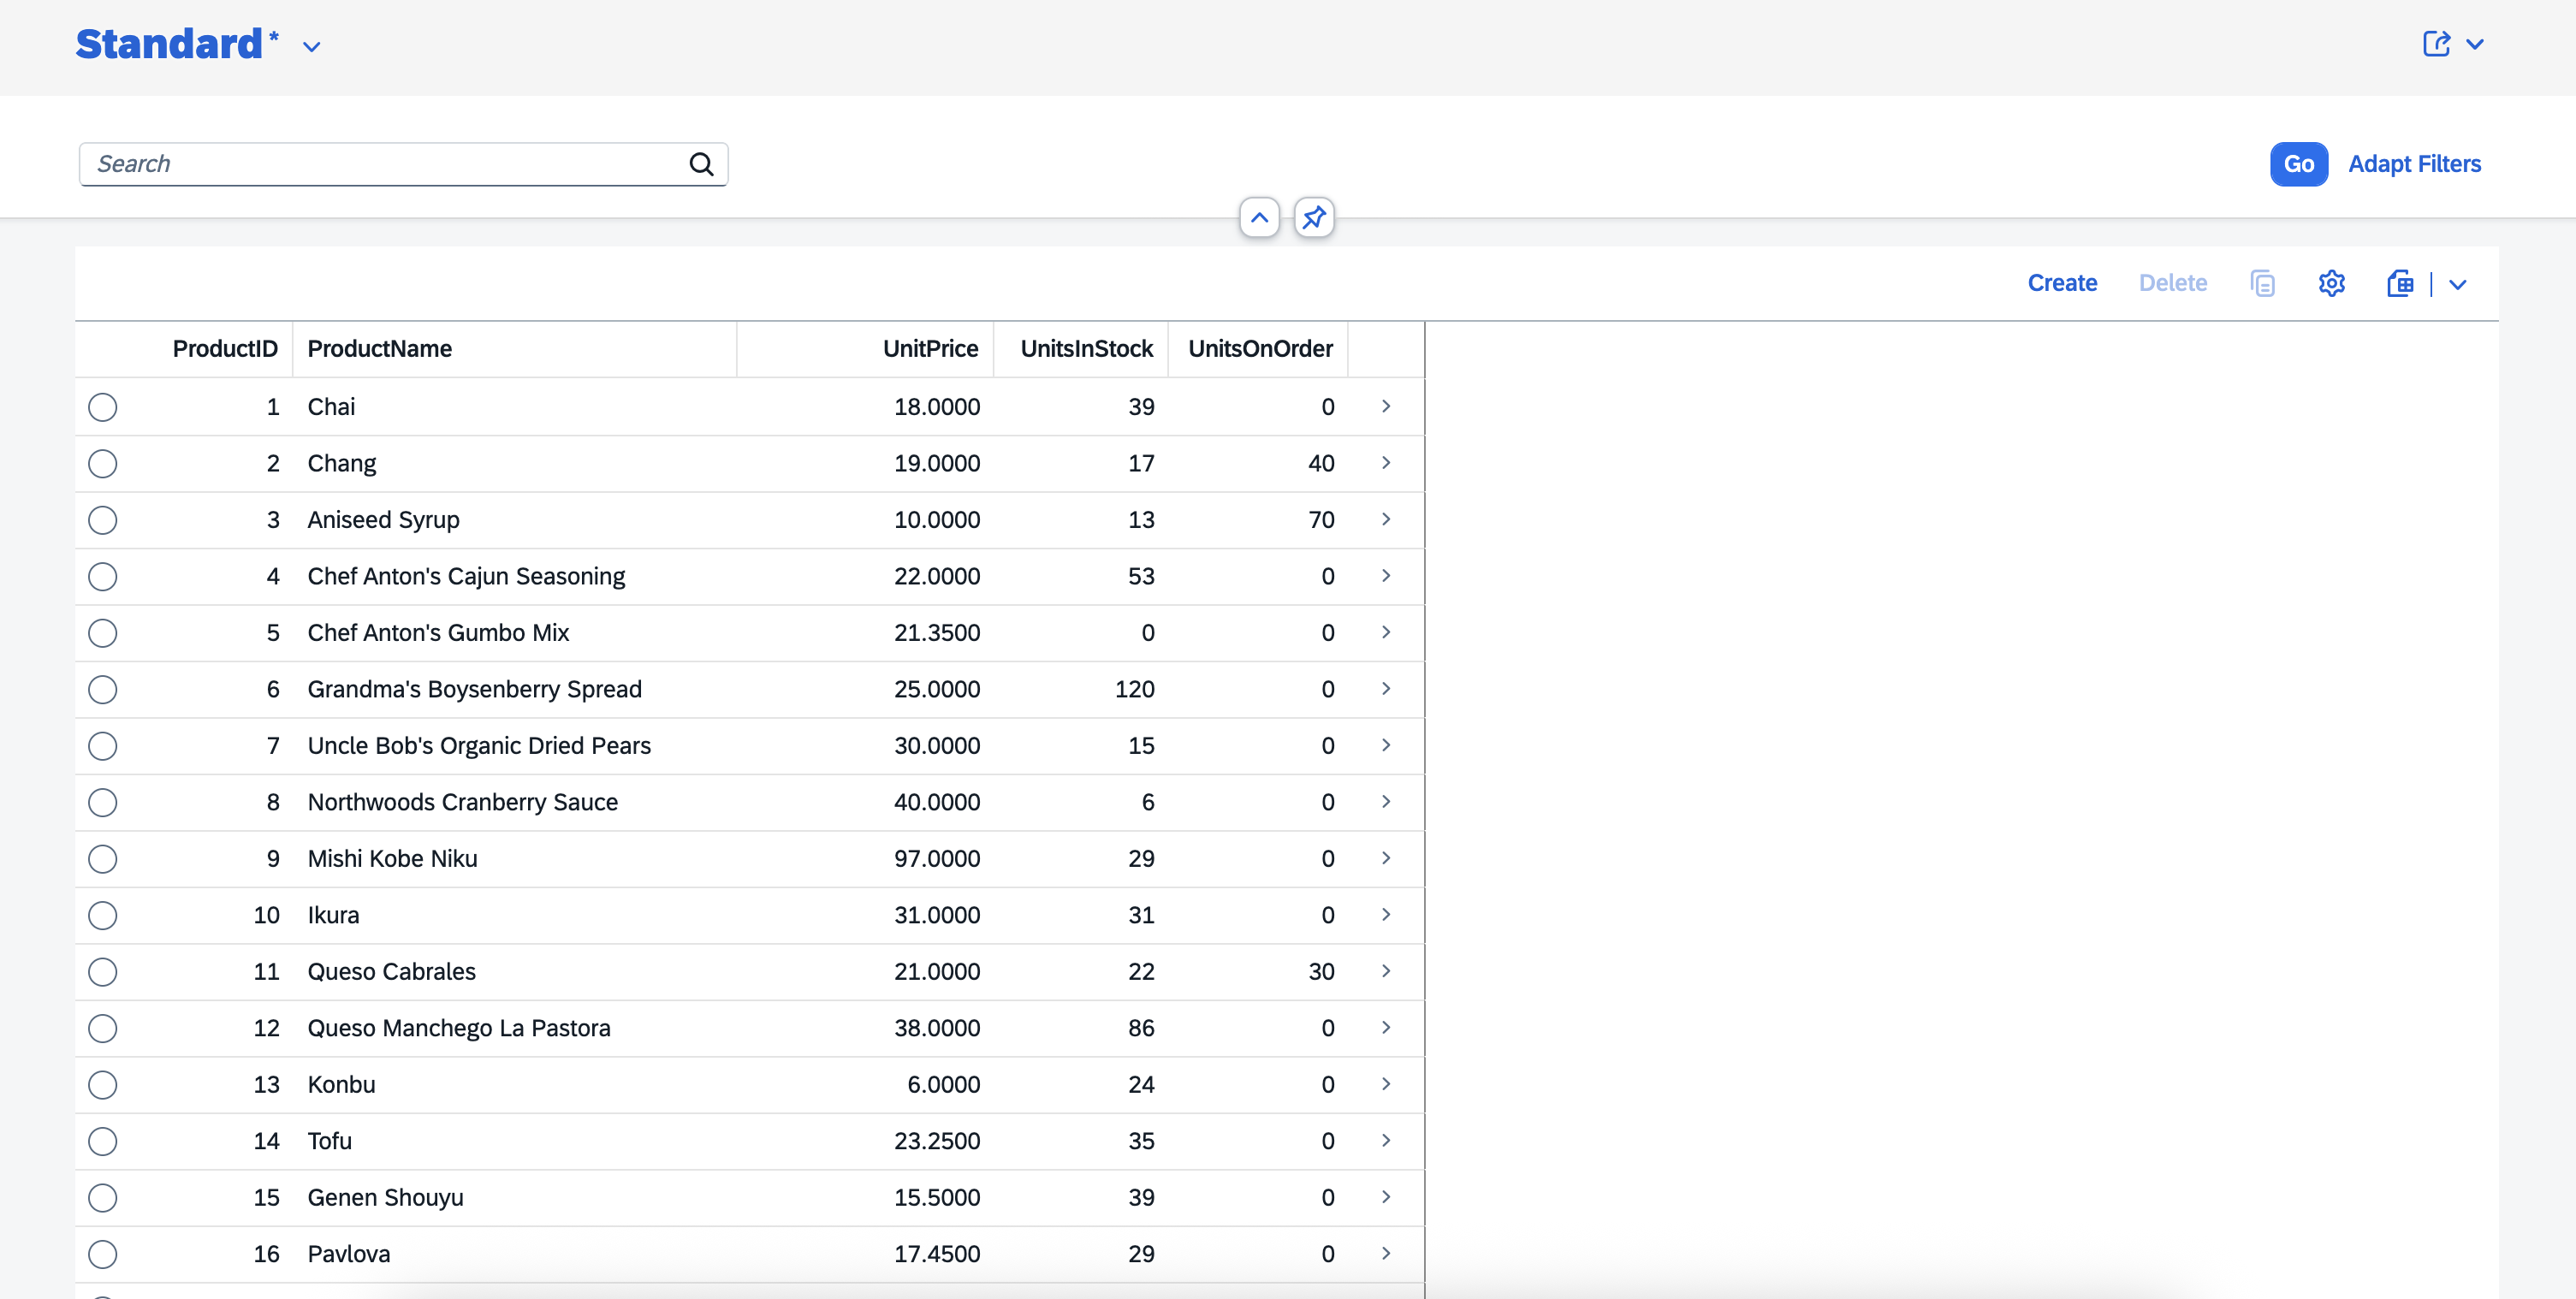 Standard*
Search
Go Adapt Filters
Create Delete
ProductID ProductName UnitPrice UnitsInStock UnitsOnOrder
1 Chai 18.0000 39 0
2 Chang 19.0000 17 40
3 Aniseed Syrup 10.0000 13 70
4 Chef Anton's Cajun Seasoning 22.0000 53 0
5 Chef Anton's Gumbo Mix 21.3500 0 0
6 Grandma's Boysenberry Spread 25.0000 120 0
7 Uncle Bob's Organic Dried Pears 30.0000 15 0
8 Northwoods Cranberry Sauce 40.0000 6 0
9 Mishi Kobe Niku 97.0000 29 0
10 Ikura 31.0000 31 0
11 Queso Cabrales 21.0000 22 30
12 Queso Manchego La Pastora 38.0000 86 0
13 Konbu 6.0000 24 0
14 Tofu 23.2500 35 0
15 Genen Shouyu 15.5000 39 0
16 Pavlova 17.4500 29 0